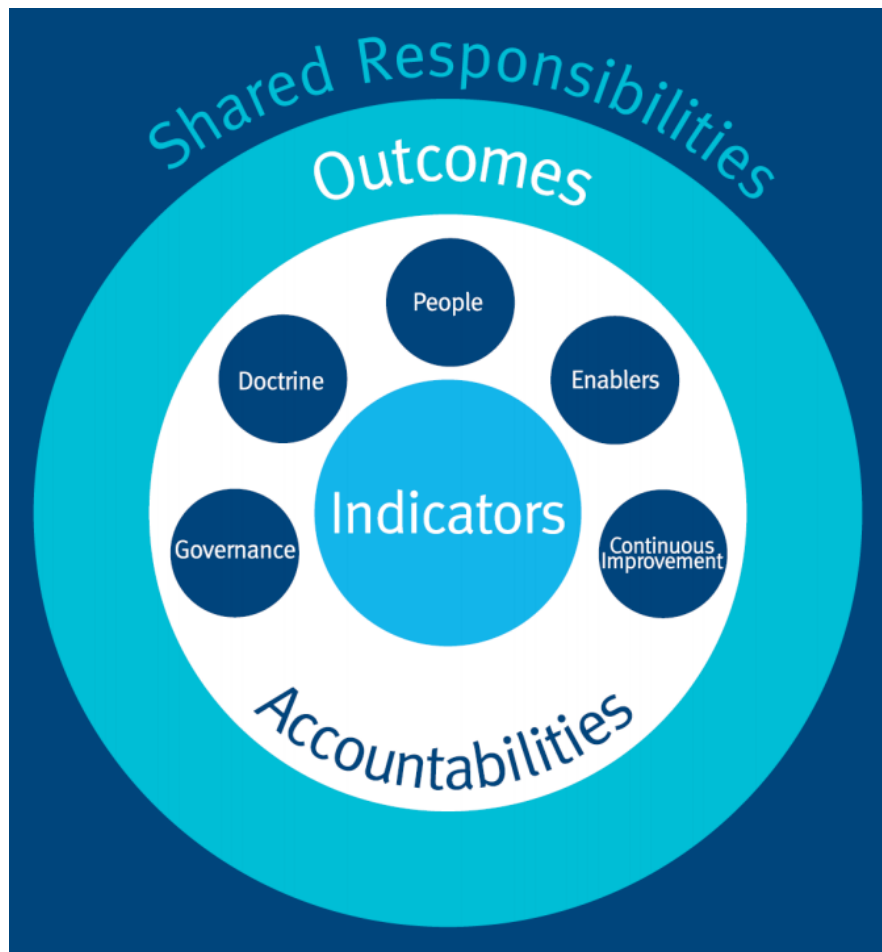 Shared Responsibilities
Outcomes
People
Doctrine
Enablers
Indicators
Governance
Continuous
Improvement
Accountabilities